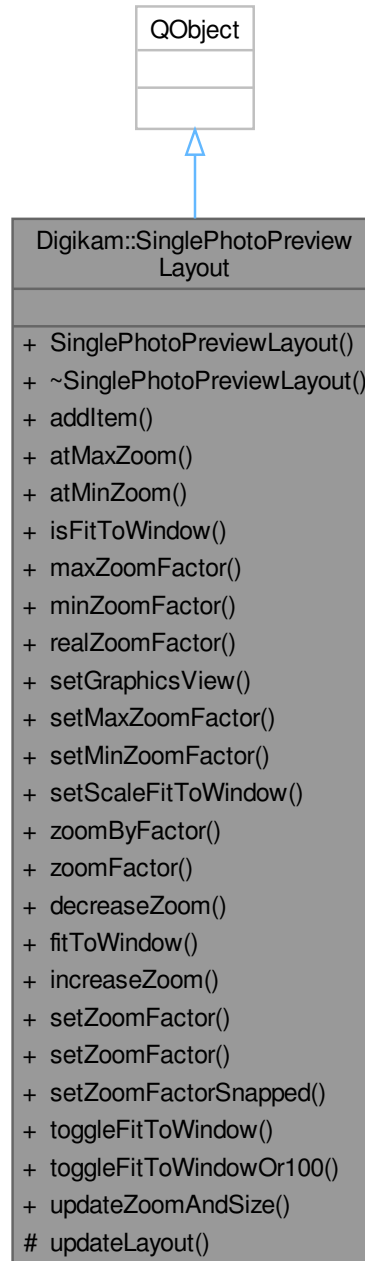 QObject
Digikam::SinglePhotoPreview
Layout
+ SinglePhotoPreviewLayout()
+ ~SinglePhotoPreviewLayout()
+ addItem()
+ atMaxZoom()
+ atMinZoom()
+ isFitToWindow()
+ maxZoomFactor()
+ minZoomFactor()
+ realZoomFactor()
+ setGraphicsView()
+ setMaxZoomFactor()
+ setMinZoomFactor()
+ setScaleFitToWindow()
+ zoomByFactor()
+ zoomFactor()
+ decreaseZoom()
+ fitToWindow()
+ increaseZoom()
+ setZoomFactor()
+ setZoomFactor()
+ setZoomFactorSnapped()
+ toggleFitToWindow()
+ toggleFitToWindowOr100()
+ updateZoomAndSize()
# updateLayout()